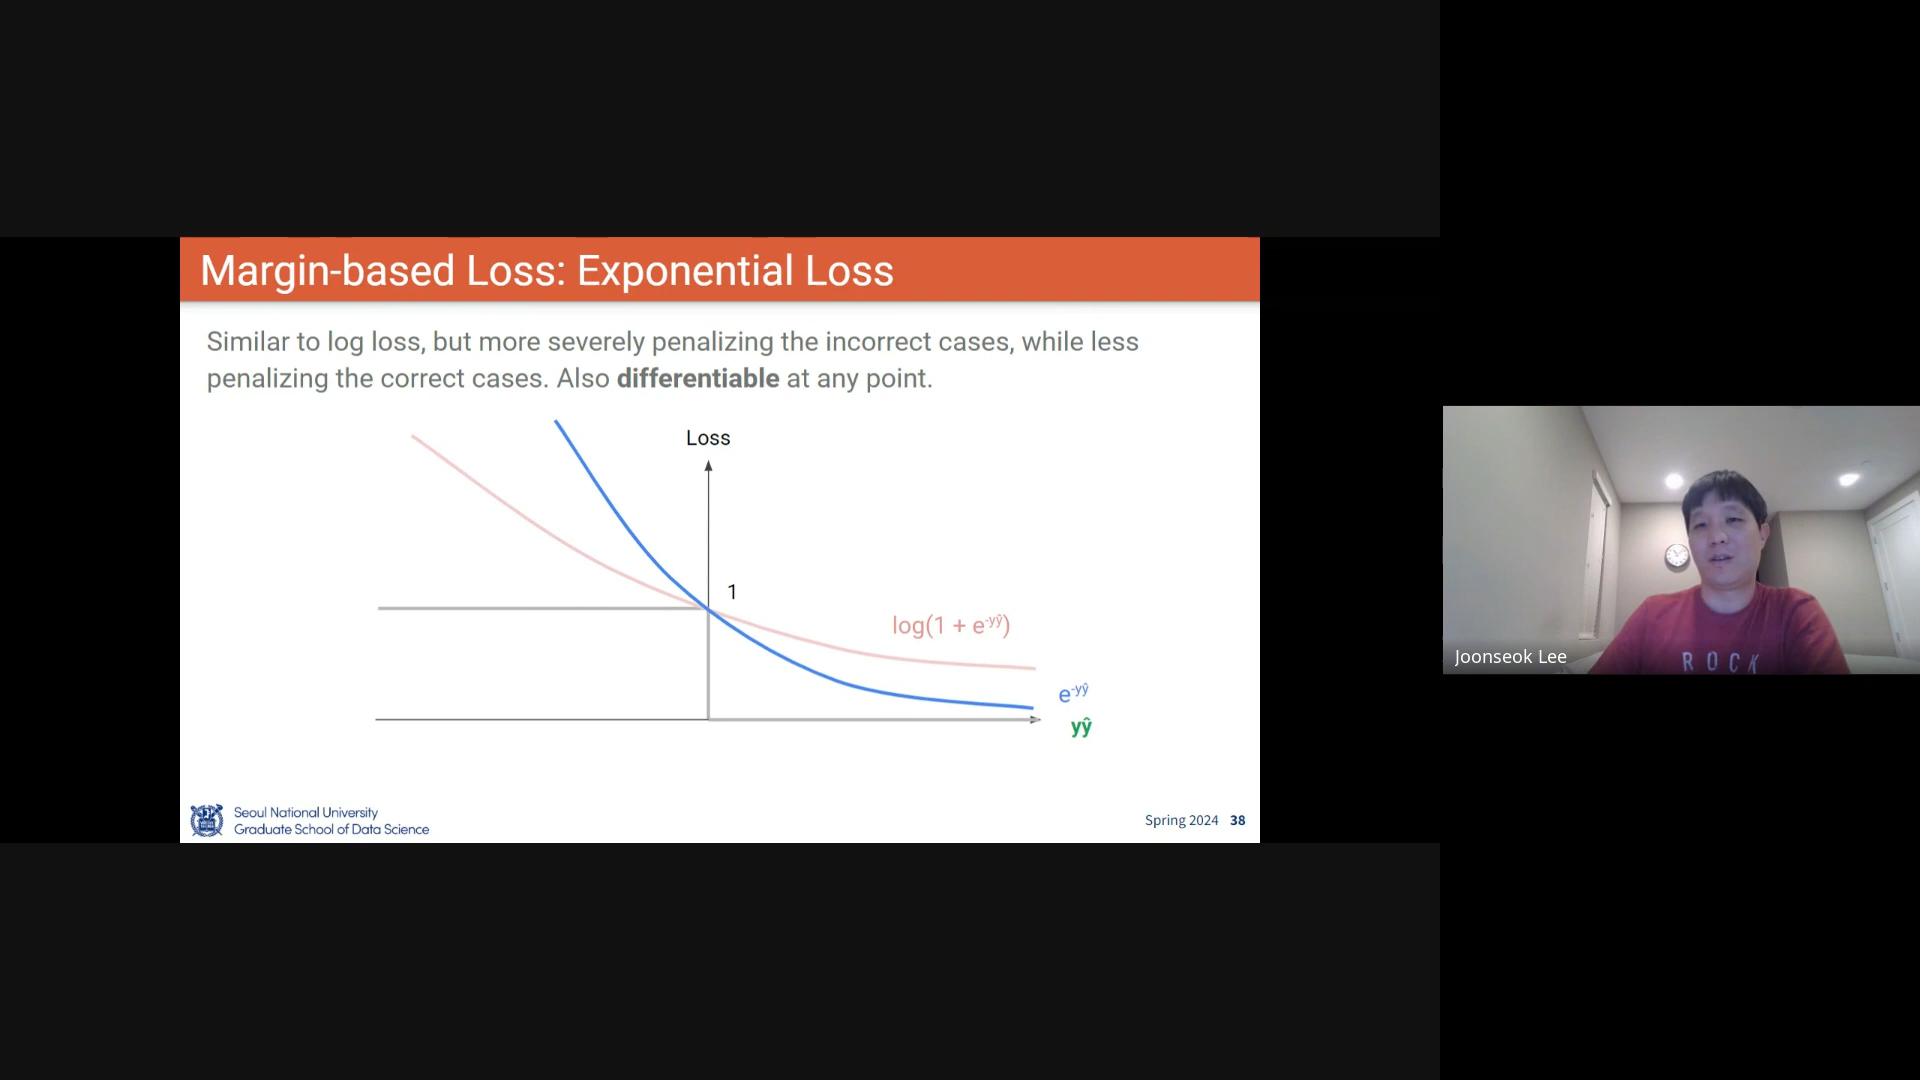 Margin-based Loss: Exponential Loss
Similar to log loss, but more severely penalizing the incorrect cases, while less
penalizing the correct cases. Also differentiable at any point.
Loss
1
log(1 + e^-yŷ)
e^-yŷ
yŷ
Seoul National University
Graduate School of Data Science
Spring 2024 38
Joonseok Lee
ROCK